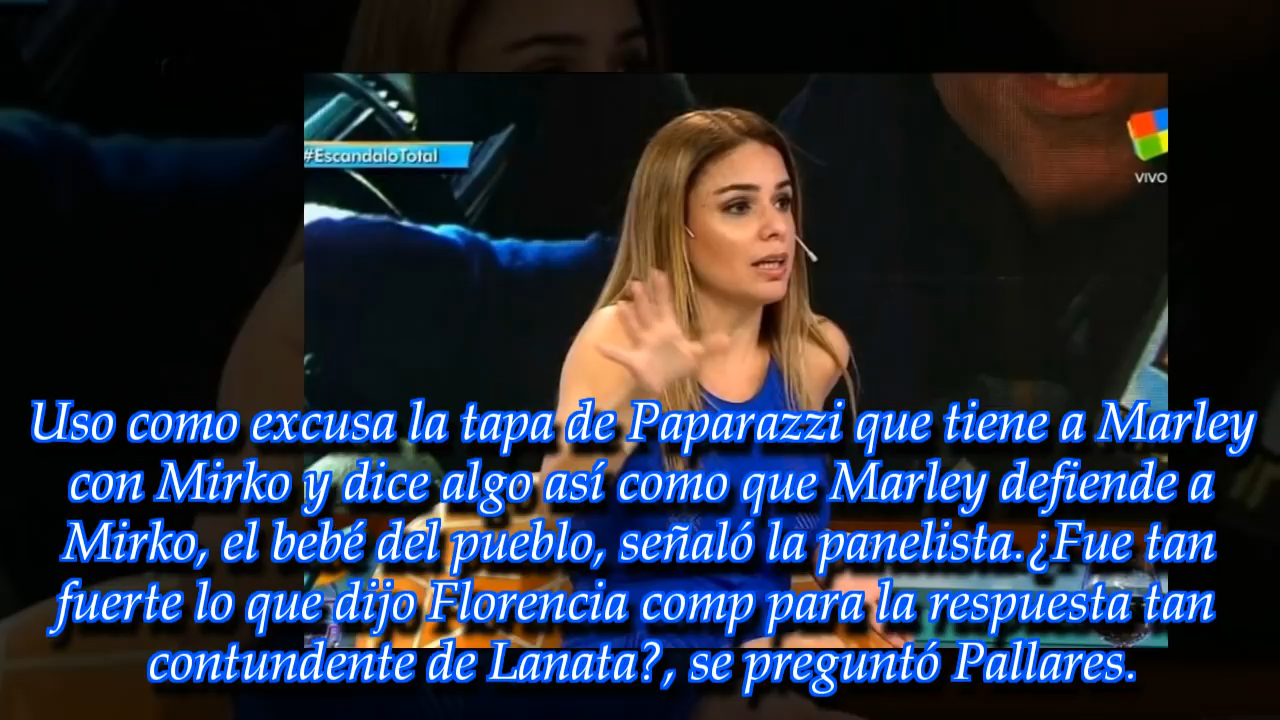 #EscandaloTotal
VIVO
Uso como excusa la tapa de Paparazzi que tiene a Marley
con Mirko y dice algo así como que Marley defiende a
Mirko, el bebé del pueblo, señaló la panelista.¿Fue tan
fuerte lo que dijo Florencia comp para la respuesta tan
contundente de Lanata?, se preguntó Pallares.